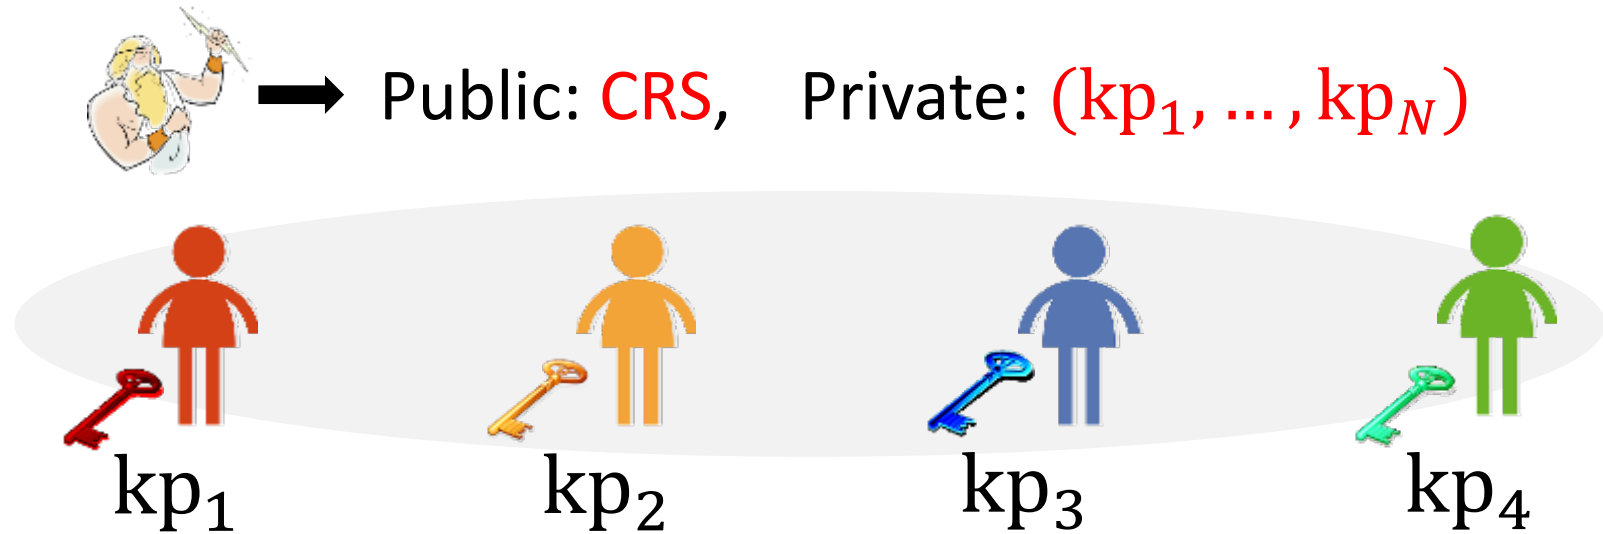 Public: CRS, Private: (kp₁, … , kp_N)
kp₁ kp₂ kp₃ kp₄